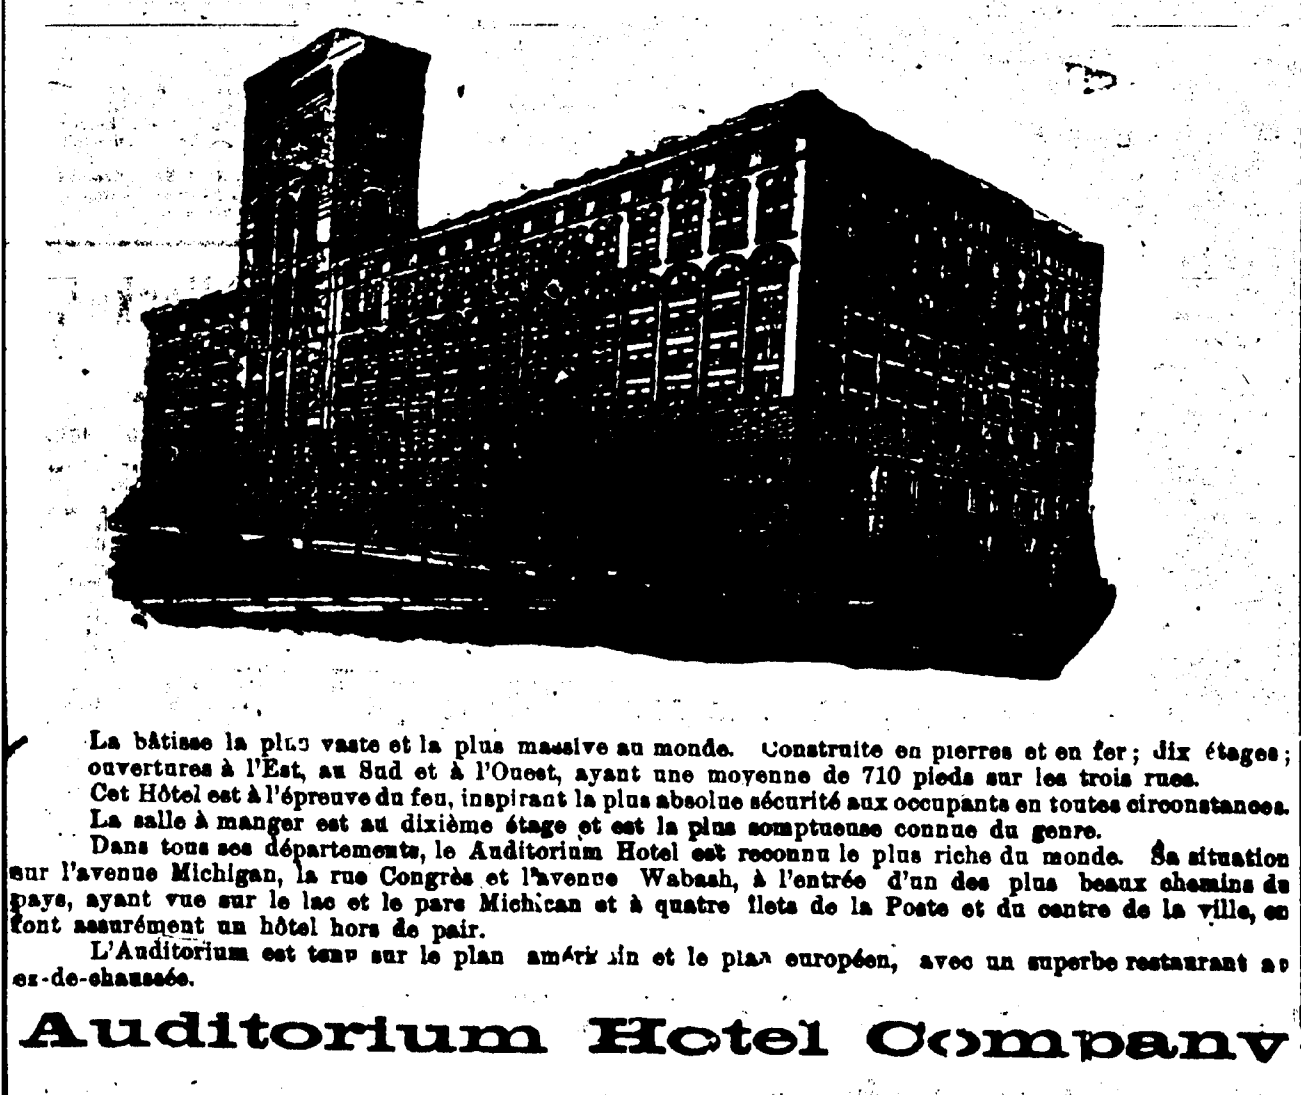 La bâtisse la plus vaste et la plus massive au monde. Construite en pierres et en fer; dix étages;
ouvertures à l'Est, au Sud et à l'Ouest, ayant une moyenne de 710 pieds sur les trois rues.
Cet Hôtel est à l'épreuve du feu, inspirant la plus absolue sécurité aux occupants en toutes circonstances.
La salle à manger est au dixième étage et est la plus somptueuse connue du genre.
Dans tous ses départements, le Auditorium Hotel est reconnu le plus riche du monde. Sa situation
sur l'avenue Michigan, la rue Congrès et l'avenue Wabash, à l'entrée d'un des plus beaux chemins du
pays, ayant vue sur le lac et le parc Michican et à quatre îlets de la Poste et du centre de la ville, en
font assurément un hôtel hors de pair.
L'Auditorium est tenu sur le plan américain et le plan européen, avec un superbe restaurant au
ez-de-chaussée.
Auditorium Hotel Company